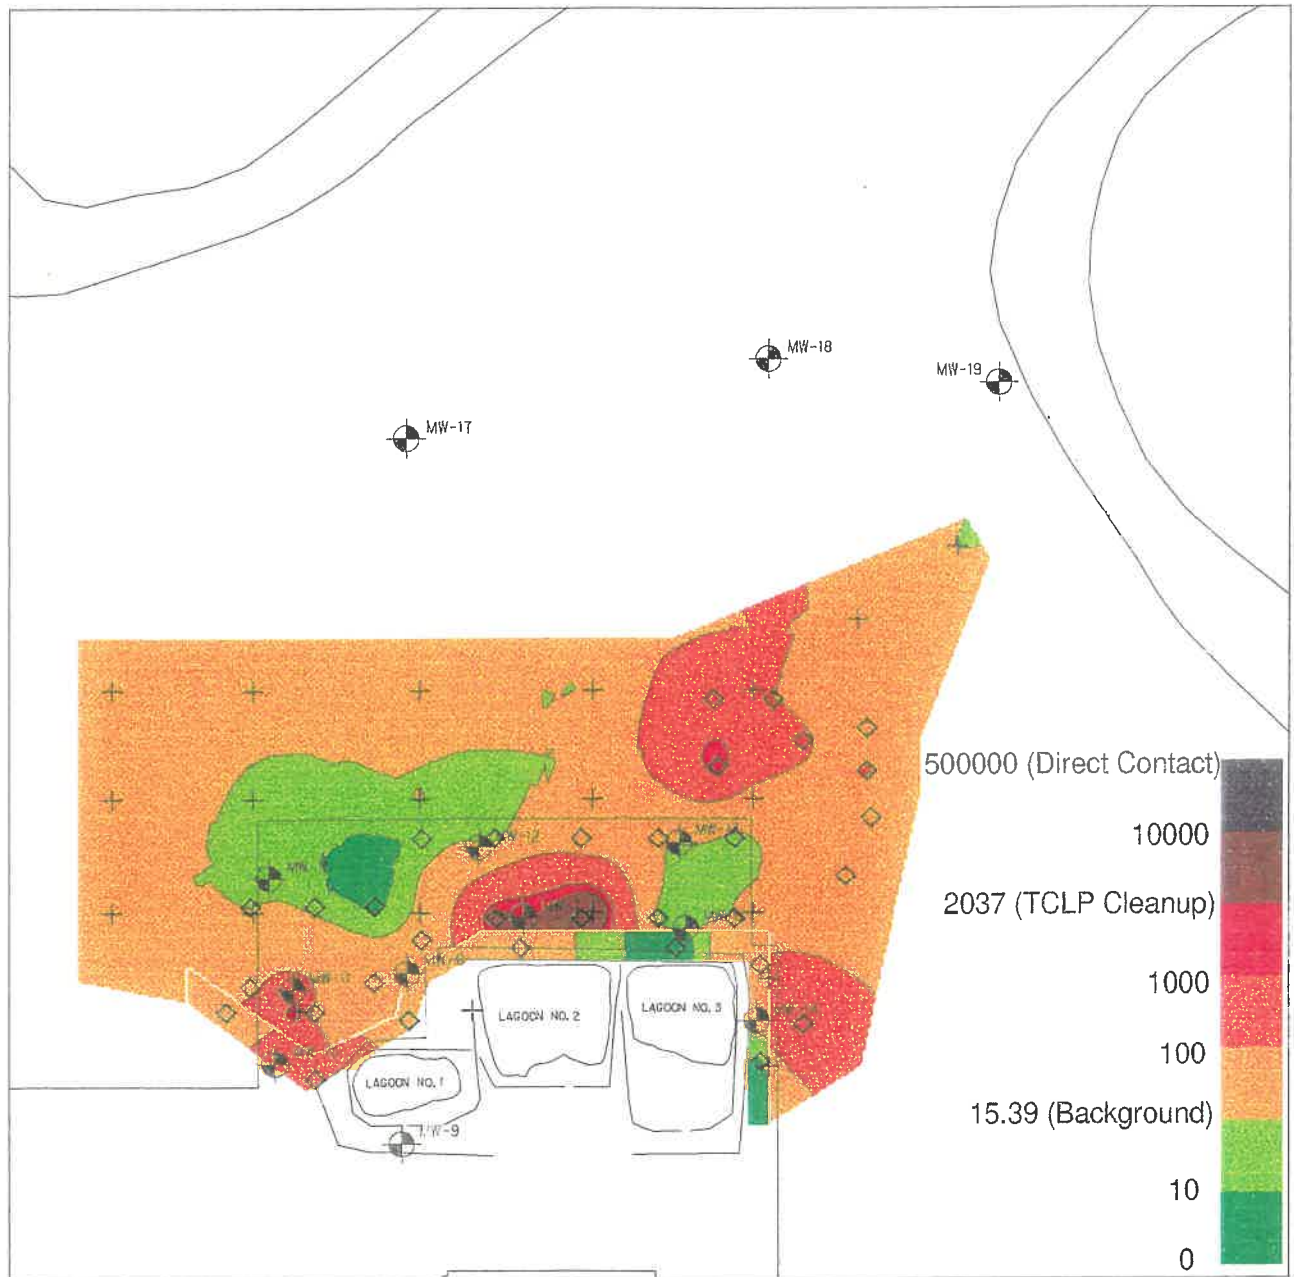 MW-18
MW-19
MW-17
500000 (Direct Contact)
10000
2037 (TCLP Cleanup)
1000
100
15.39 (Background)
10
0
LAGOON NO. 2
LAGOON NO. 3
LAGOON NO. 1
MW-9